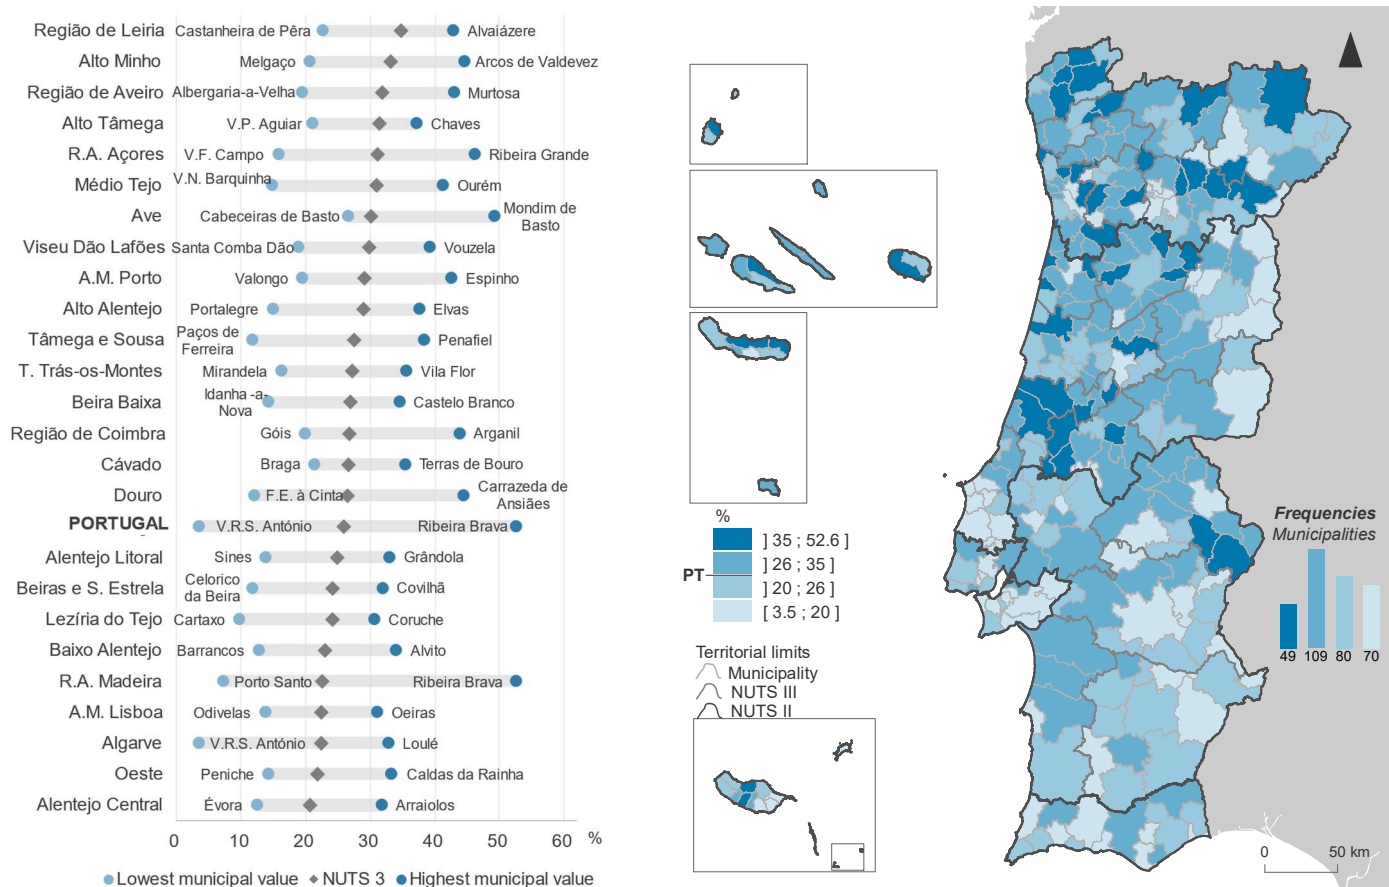 Região de Leiria Castanheira de Pêra Alvaiázere
Alto Minho Melgaço Arcos de Valdevez
Região de Aveiro Albergaria-a-Velha Murtosa
Alto Tâmega V.P. Aguiar Chaves
R.A. Açores V.F. Campo Ribeira Grande
Médio Tejo V.N. Barquinha Ourém
Ave Cabeceiras de Basto Mondim de
Basto
Viseu Dão Lafões Santa Comba Dão Vouzela
A.M. Porto Valongo Espinho
Alto Alentejo Portalegre Elvas
Tâmega e Sousa Paços de
Ferreira Penafiel
T. Trás-os-Montes Mirandela Vila Flor
Beira Baixa Idanha -a-
Nova Castelo Branco
Região de Coimbra Góis Arganil
Cávado Braga Terras de Bouro
Douro F.E. à Cinta Carrazeda de
Ansiães
PORTUGAL V.R.S. António Ribeira Brava
Alentejo Litoral Sines Grândola
Beiras e S. Estrela Celorico
da Beira Covilhã
Lezíria do Tejo Cartaxo Coruche
Baixo Alentejo Barrancos Alvito
R.A. Madeira Porto Santo Ribeira Brava
A.M. Lisboa Odivelas Oeiras
Algarve V.R.S. António Loulé
Oeste Peniche Caldas da Rainha
Alentejo Central Évora Arraiolos
0 10 20 30 40 50 60 %
Lowest municipal value NUTS 3 Highest municipal value
%
] 35 ; 52.6 ]
] 26 ; 35 ]
PT
] 20 ; 26 ]
[ 3.5 ; 20 ]
Territorial limits
Municipality
NUTS III
NUTS II
Frequencies
Municipalities
49 109 80 70
0 50 km